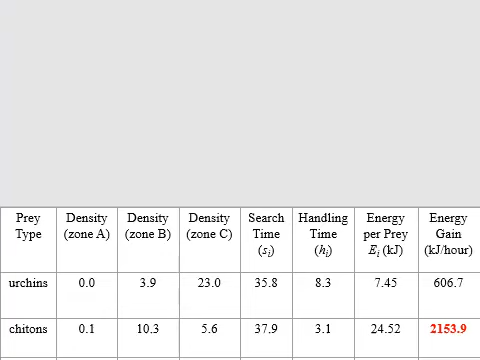 Prey Type Density (zone A) Density (zone B) Density (zone C) Search Time (si) Handling Time (hi) Energy per Prey Ei (kJ) Energy Gain (kJ/hour)
urchins 0.0 3.9 23.0 35.8 8.3 7.45 606.7
chitons 0.1 10.3 5.6 37.9 3.1 24.52 2153.9